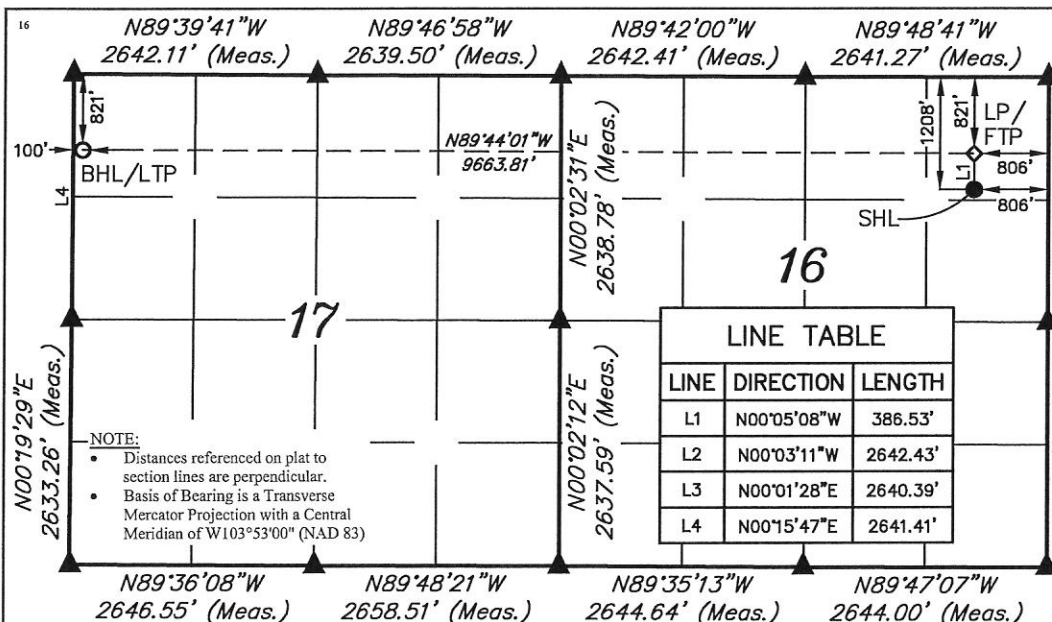 16
N89°39'41"W
2642.11' (Meas.)
N89°46'58"W
2639.50' (Meas.)
N89°42'00"W
2642.41' (Meas.)
N89°48'41"W
2641.27' (Meas.)
821'
100'
BHL/LTP
L4
N89°44'01"W
9663.81'
N00°02'31"E
2638.78' (Meas.)
1208'
821'
LP/
FTP
806'
L1
806'
SHL
17
16
N00°19'29"E
2633.26' (Meas.)
N00°02'12"E
2637.59' (Meas.)
NOTE:
• Distances referenced on plat to
section lines are perpendicular.
• Basis of Bearing is a Transverse
Mercator Projection with a Central
Meridian of W103°53'00" (NAD 83)
LINE TABLE
LINE DIRECTION LENGTH
L1 N00°05'08"W 386.53'
L2 N00°03'11"W 2642.43'
L3 N00°01'28"E 2640.39'
L4 N00°15'47"E 2641.41'
N89°36'08"W
2646.55' (Meas.)
N89°48'21"W
2658.51' (Meas.)
N89°35'13"W
2644.64' (Meas.)
N89°47'07"W
2644.00' (Meas.)